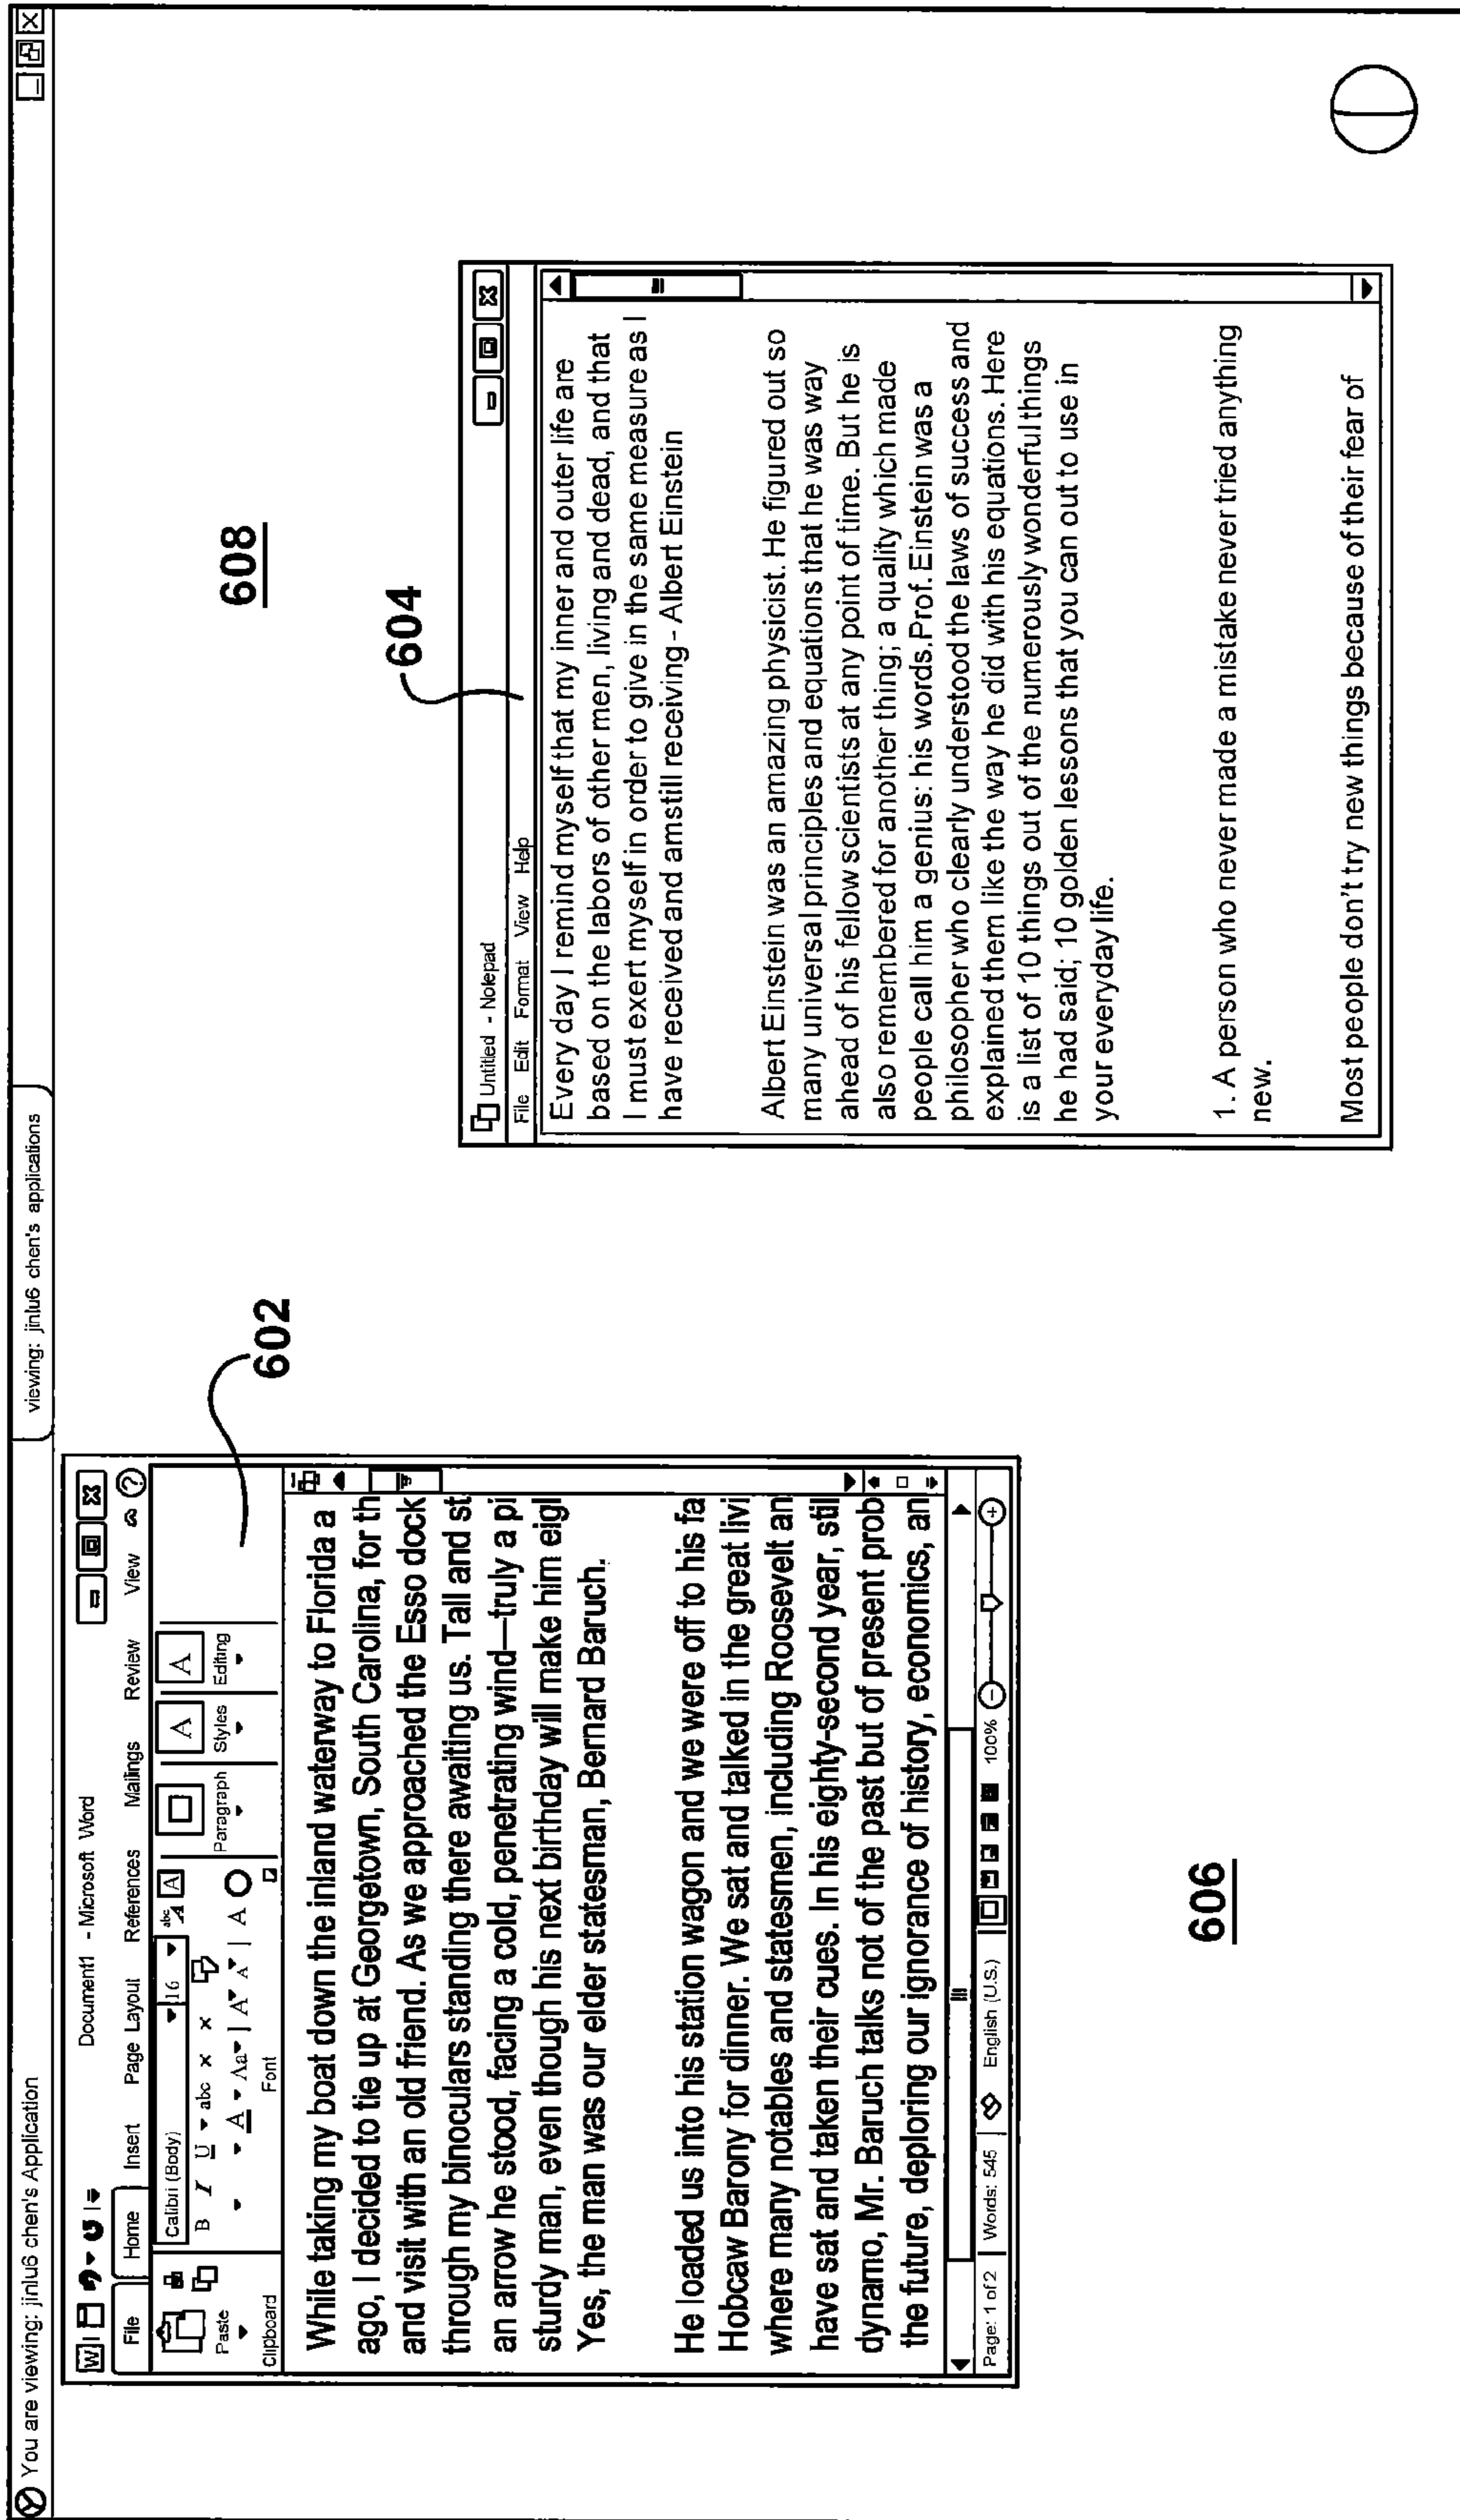 You are viewing: jinlu6 chen's Application
viewing: jinlu6 chen's applications
W
Document1 - Microsoft Word
File Home Insert Page Layout References Mailings Review View
Paste
Clipboard
Calibri (Body) 16
B I U abc x x
A Aa A A A
abc A A
Font
Paragraph
A
Styles
A
Editing
602
While taking my boat down the inland waterway to Florida a
ago, I decided to tie up at Georgetown, South Carolina, for th
and visit with an old friend. As we approached the Esso dock
through my binoculars standing there awaiting us. Tall and st
an arrow he stood, facing a cold, penetrating wind—truly a pi
sturdy man, even though his next birthday will make him eigl
Yes, the man was our elder statesman, Bernard Baruch.
He loaded us into his station wagon and we were off to his fa
Hobcaw Barony for dinner. We sat and talked in the great livi
where many notables and statesmen, including Roosevelt an
have sat and taken their cues. In his eighty-second year, stil
dynamo, Mr. Baruch talks not of the past but of present prob
the future, deploring our ignorance of history, economics, an
Page: 1 of 2 Words: 545 English (U.S.) 100%
606
608
604
Untitled - Nolepad
File Edit Format View Help
Every day I remind myself that my inner and outer life are
based on the labors of other men, living and dead, and that
I must exert myself in order to give in the same measure as I
have received and amstill receiving - Albert Einstein
Albert Einstein was an amazing physicist. He figured out so
many universal principles and equations that he was way
ahead of his fellow scientists at any point of time. But he is
also remembered for another thing; a quality which made
people call him a genius: his words.Prof.Einstein was a
philosopher who clearly understood the laws of success and
explained them like the way he did with his equations. Here
is a list of 10 things out of the numerously wonderful things
he had said; 10 golden lessons that you can out to use in
your everyday life.
1. A person who never made a mistake never tried anything
new.
Most people don't try new things because of their fear of